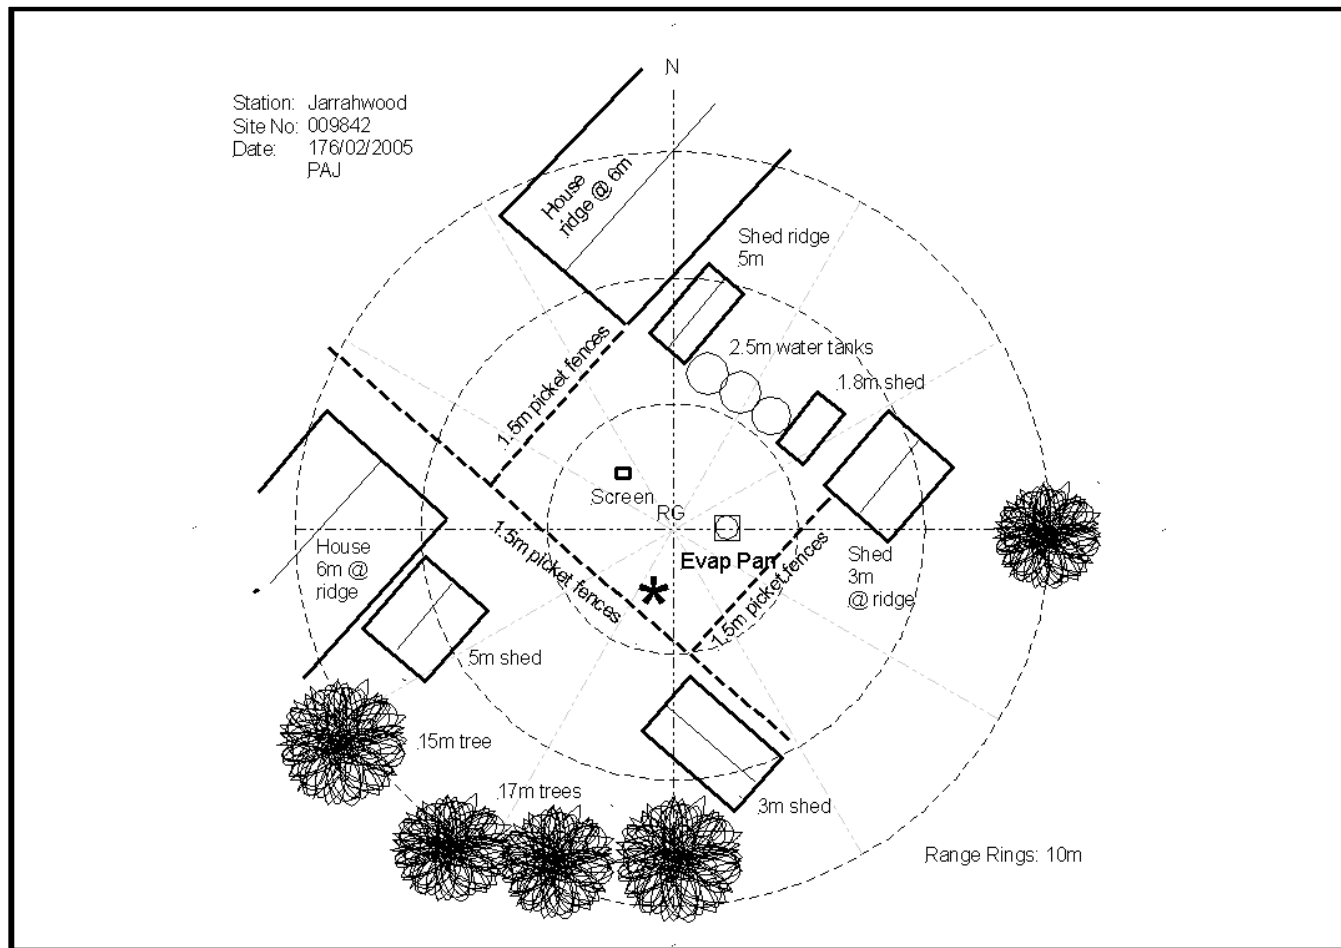 N
Station: Jarrahwood
Site No: 009842
Date: 176/02/2005
PAJ
House
ridge @ 6m
Shed ridge
5m
2.5m water tanks
1.8m shed
1.5m picket fences
Screen
RG
1.5m picket fences
Evap Pan
1.5m picket fences
House
6m @
ridge
Shed
3m
@ ridge
5m shed
15m tree
17m trees
3m shed
Range Rings: 10m